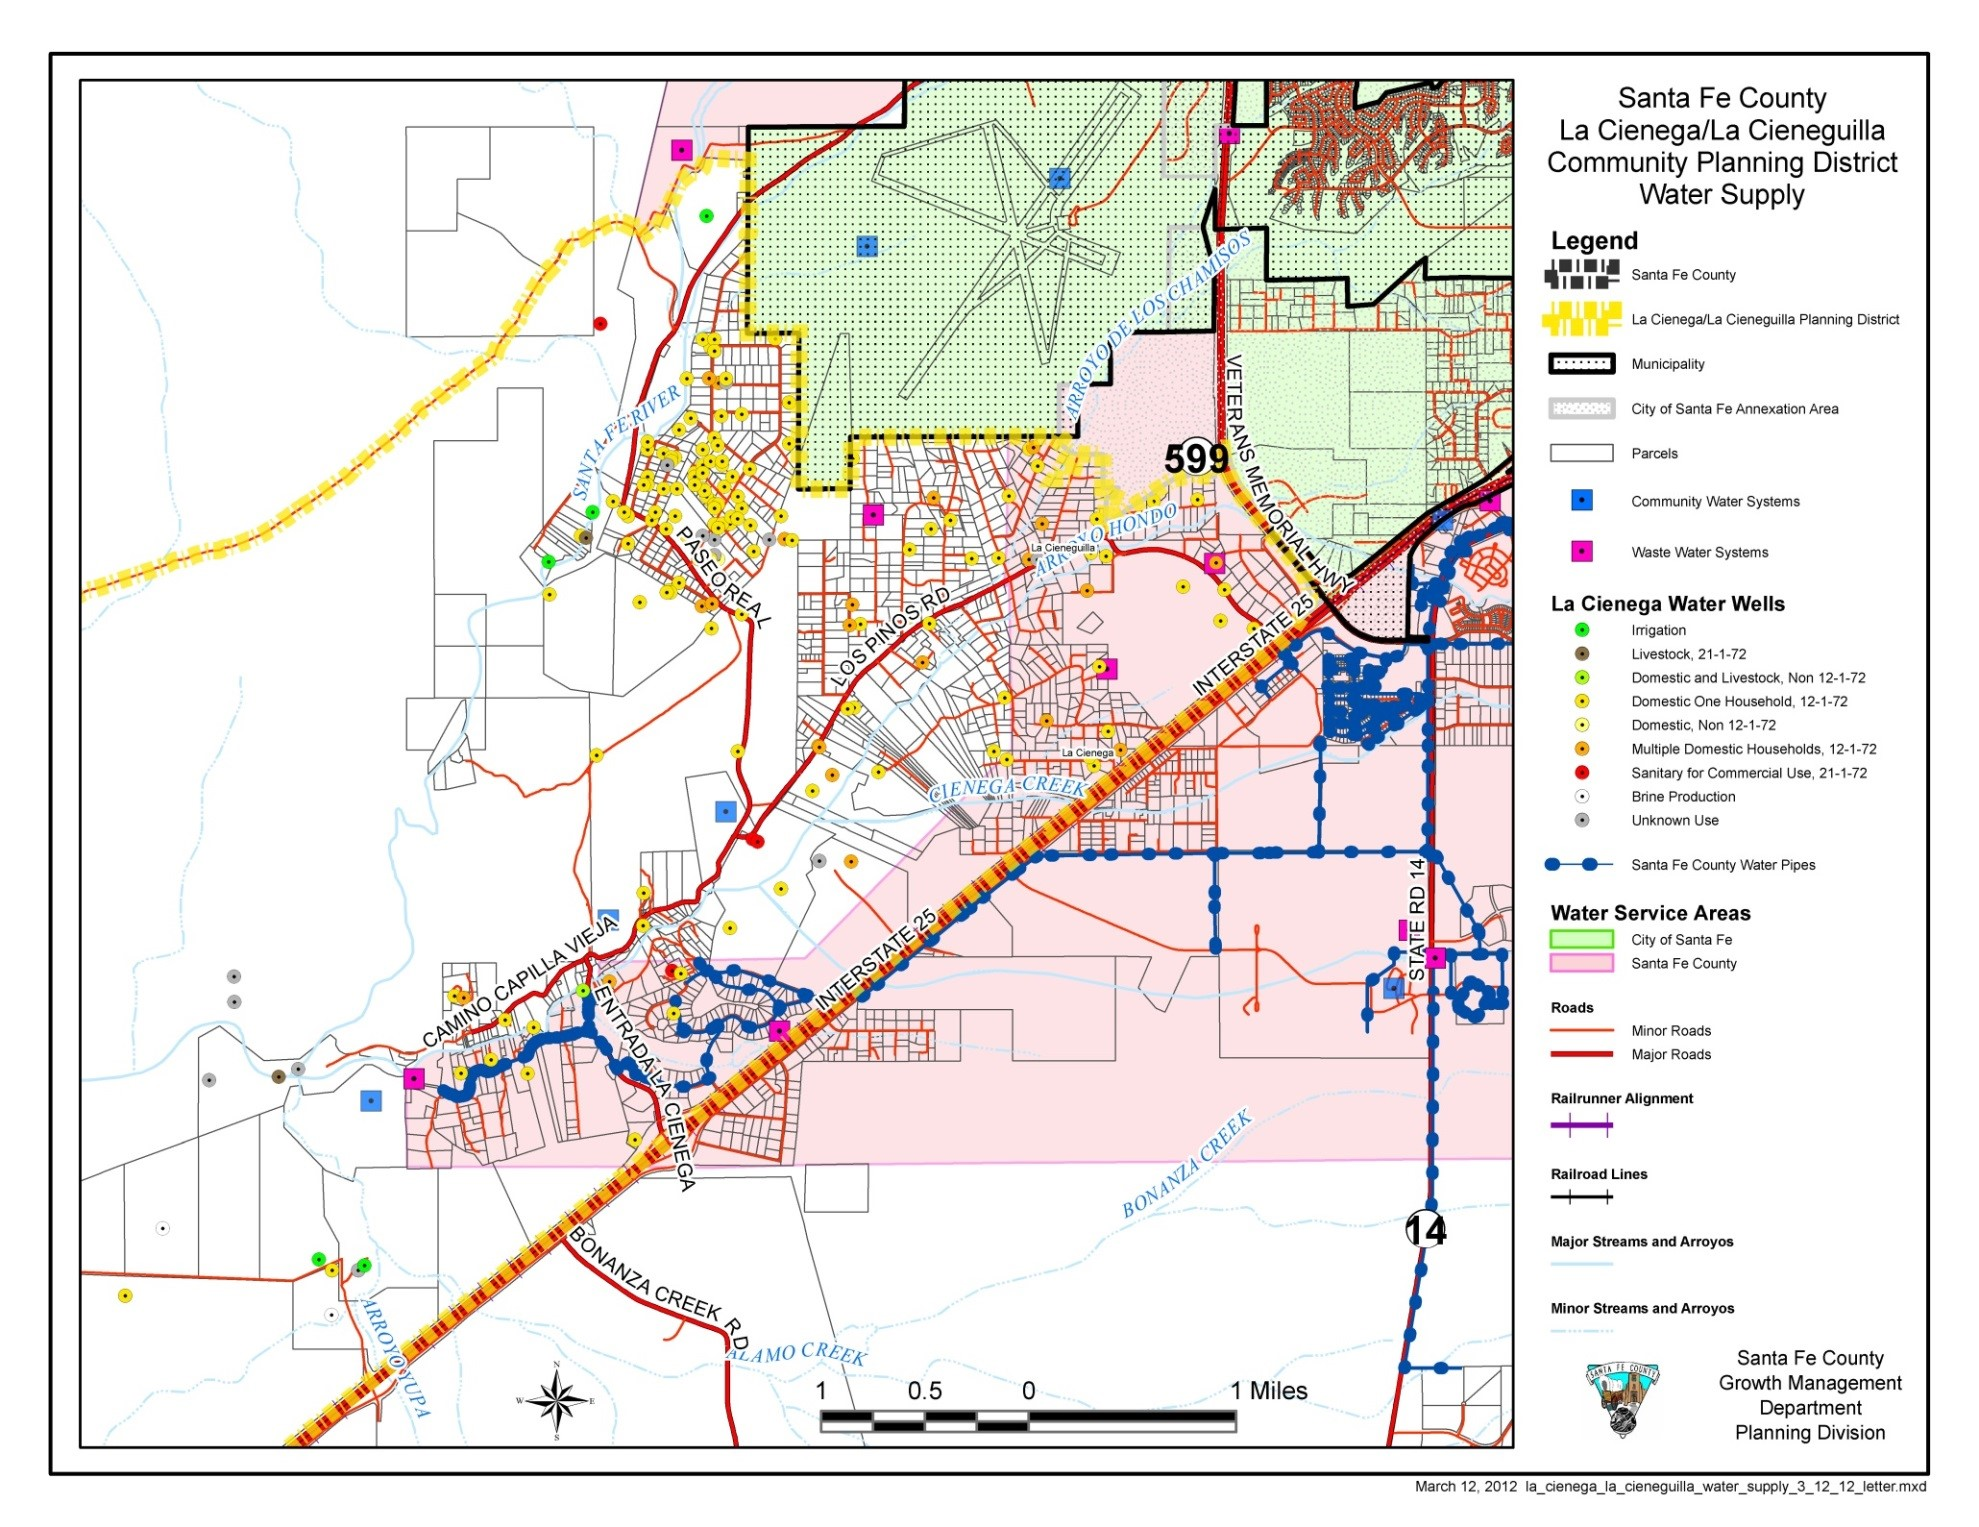 Santa Fe County
La Cienega/La Cieneguilla
Community Planning District
Water Supply
Legend
Santa Fe County
La Cienega/La Cieneguilla Planning District
Municipality
City of Santa Fe Annexation Area
Parcels
Community Water Systems
Waste Water Systems
La Cienega Water Wells
Irrigation
Livestock, 21-1-72
Domestic and Livestock, Non 12-1-72
Domestic One Household, 12-1-72
Domestic, Non 12-1-72
Multiple Domestic Households, 12-1-72
Sanitary for Commercial Use, 21-1-72
Brine Production
Unknown Use
Santa Fe County Water Pipes
Water Service Areas
City of Santa Fe
Santa Fe County
Roads
Minor Roads
Major Roads
Railrunner Alignment
Railroad Lines
Major Streams and Arroyos
Minor Streams and Arroyos
SANTA FE COUNTY
Santa Fe County
Growth Management
Department
Planning Division
ARROYO DE LOS CHAMISOS
SANTA FE RIVER
VETERANS MEMORIAL HWY
599
PASEO REAL
ARROYO HONDO
La Cieneguilla
LOS PINOS RD
INTERSTATE 25
La Cienega
CIENEGA CREEK
STATE RD 14
INTERSTATE 25
CAMINO CAPILLA VIEJA
ENTRADA LA CIENEGA
BONANZA CREEK
14
BONANZA CREEK RD
ALAMO CREEK
ARROYO YUPA
N
W
E
S
1 0.5 0 1 Miles
March 12, 2012 la_cienega_la_cieneguilla_water_supply_3_12_12_letter.mxd